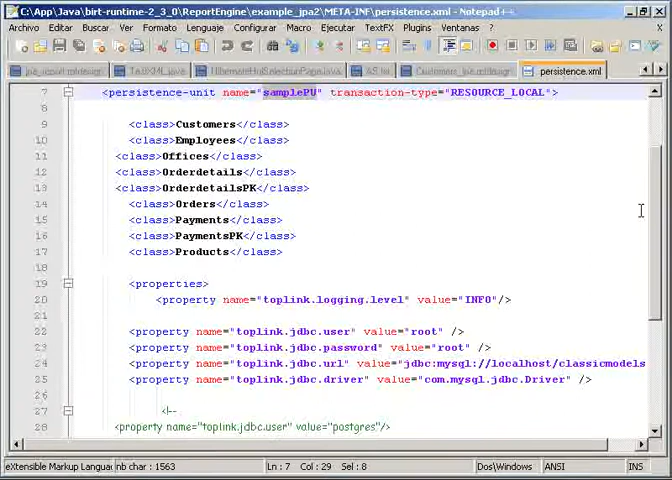 C:\App\Java\birt-runtime-2_3_0\ReportEngine\example_jpa2\META-INF\persistence.xml - Notepad++
Archivo Editar Buscar Ver Formato Lenguaje Configurar Macro Ejecutar TextFX Plugins Ventanas ?
persistence.xml
7 <persistence-unit name="samplePU" transaction-type="RESOURCE_LOCAL">
8
9 <class>Customers</class>
10 <class>Employees</class>
11 <class>Offices</class>
12 <class>Orderdetails</class>
13 <class>OrderdetailsPK</class>
14 <class>Orders</class>
15 <class>Payments</class>
16 <class>PaymentsPK</class>
17 <class>Products</class>
18
19 <properties>
20 <property name="toplink.logging.level" value="INFO"/>
21
22 <property name="toplink.jdbc.user" value="root" />
23 <property name="toplink.jdbc.password" value="root" />
24 <property name="toplink.jdbc.url" value="jdbc:mysql://localhost/classicmodels
25 <property name="toplink.jdbc.driver" value="com.mysql.jdbc.Driver" />
26
27 <!--
28 <property name="toplink.jdbc.user" value="postgres"/>
eXtensible Markup Languag nb char : 1563 Ln : 7 Col : 29 Sel : 8 Dos\Windows ANSI INS